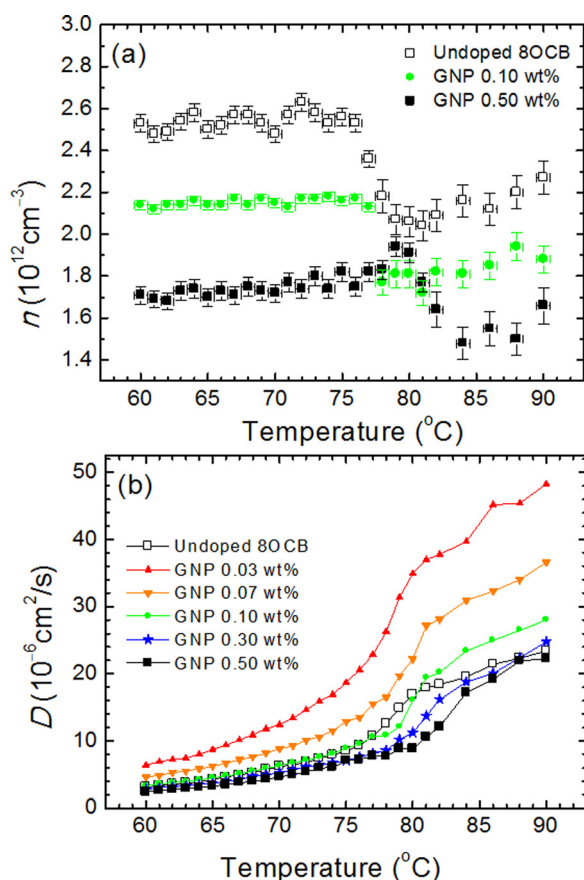 (a)
Undoped 8OCB
GNP 0.10 wt%
GNP 0.50 wt%
n (10¹²cm⁻³)
3.0
2.8
2.6
2.4
2.2
2.0
1.8
1.6
1.4
60 65 70 75 80 85 90
Temperature (°C)
(b)
Undoped 8OCB
GNP 0.03 wt%
GNP 0.07 wt%
GNP 0.10 wt%
GNP 0.30 wt%
GNP 0.50 wt%
D (10⁻⁶cm²/s)
50
40
30
20
10
0
60 65 70 75 80 85 90
Temperature (°C)